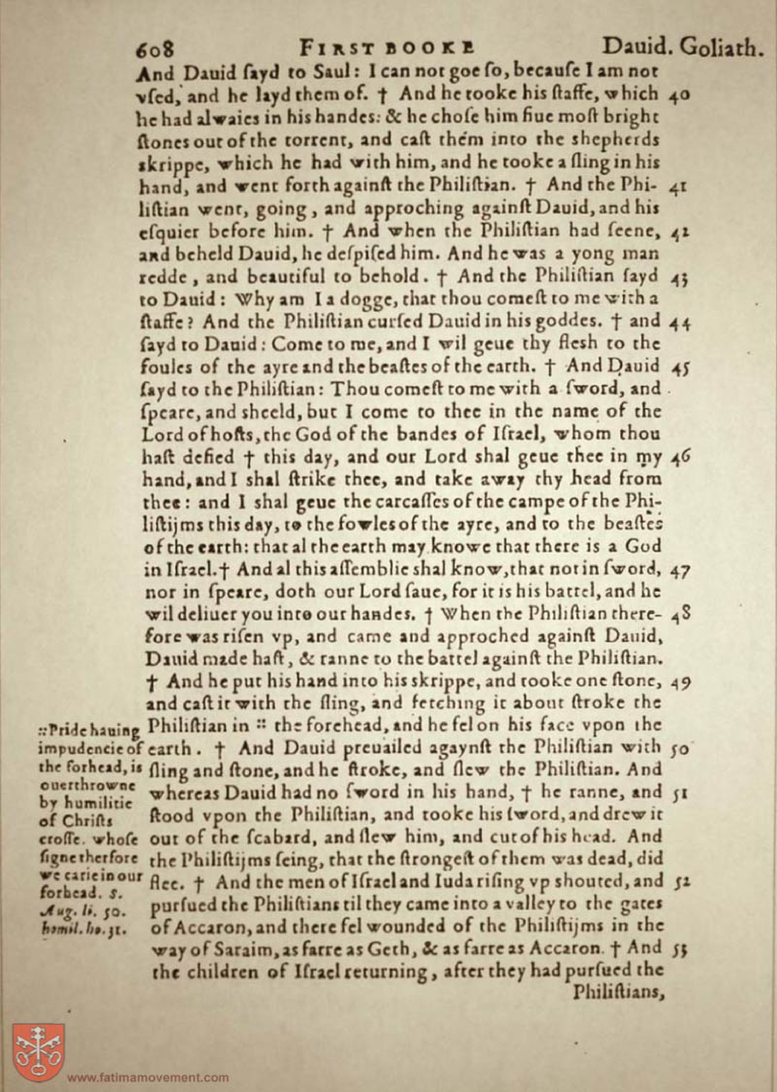 608 FIRST BOOKE Dauid. Goliath.
And Dauid ſayd to Saul: I can not goe ſo, becauſe I am not
vſed, and he layd them of. † And he tooke his ſtaffe, which 40
he had alwaies in his handes: & he choſe him fiue moſt bright
ſtones out of the torrent, and caſt them into the shepherds
skrippe, which he had with him, and he tooke a ſling in his
hand, and went forth againſt the Philiſtian. † And the Phi- 41
liſtian went, going, and approching againſt Dauid, and his
eſquier before him. † And when the Philiſtian had ſeene, 42
and beheld Dauid, he deſpiſed him. And he was a yong man
redde, and beautiful to behold. † And the Philiſtian ſayd 43
to Dauid: Why am I a dogge, that thou comeſt to me with a
ſtaffe? And the Philiſtian curſed Dauid in his goddes. † and 44
ſayd to Dauid: Come to me, and I wil geue thy fleſh to the
foules of the ayre and the beaſtes of the earth. † And Dauid 45
ſayd to the Philiſtian: Thou comeſt to me with a ſword, and
ſpeare, and sheeld, but I come to thee in the name of the
Lord of hoſts, the God of the bandes of Iſrael, whom thou
haſt defied † this day, and our Lord shal geue thee in my 46
hand, and I shal ſtrike thee, and take away thy head from
thee: and I shal geue the carcaſſes of the campe of the Phi-
liſtijms this day, to the fowles of the ayre, and to the beaſtes
of the earth: that al the earth may knowe that there is a God
in Iſrael. † And al this aſſemblie shal know, that not in ſword, 47
nor in ſpeare, doth our Lord ſaue, for it is his battel, and he
wil deliuer you into our handes. † When the Philiſtian there- 48
fore was riſen vp, and came and approched againſt Dauid,
Dauid made haſt, & ranne to the battel againſt the Philiſtian.
† And he put his hand into his skrippe, and tooke one ſtone, 49
and caſt it with the ſling, and fetching it about ſtroke the
Philiſtian in :: the forehead, and he fel on his face vpon the
earth. † And Dauid preuailed agaynſt the Philiſtian with 50
ſling and ſtone, and he ſtroke, and ſlew the Philiſtian. And
whereas Dauid had no ſword in his hand, † he ranne, and 51
ſtood vpon the Philiſtian, and tooke his ſword, and drew it
out of the ſcabard, and ſlew him, and cut of his head. And
the Philiſtijms ſeing, that the ſtrongeſt of them was dead, did
flee. † And the men of Iſrael and Iuda riſing vp shouted, and 52
purſued the Philiſtians til they came into a valley to the gates
of Accaron, and there fel wounded of the Philiſtijms in the
way of Saraim, as farre as Geth, & as farre as Accaron. † And 53
the children of Iſrael returning, after they had purſued the
Philiſtians,
::Pride hauing
impudencie of
the forhead, is
ouerthrowne
by humilitie
of Chriſts
croſſe. whoſe
ſigne therfore
we carie in our
forhead. S.
Aug. li. 50.
homil. ho. 31.
www.fatimamovement.com